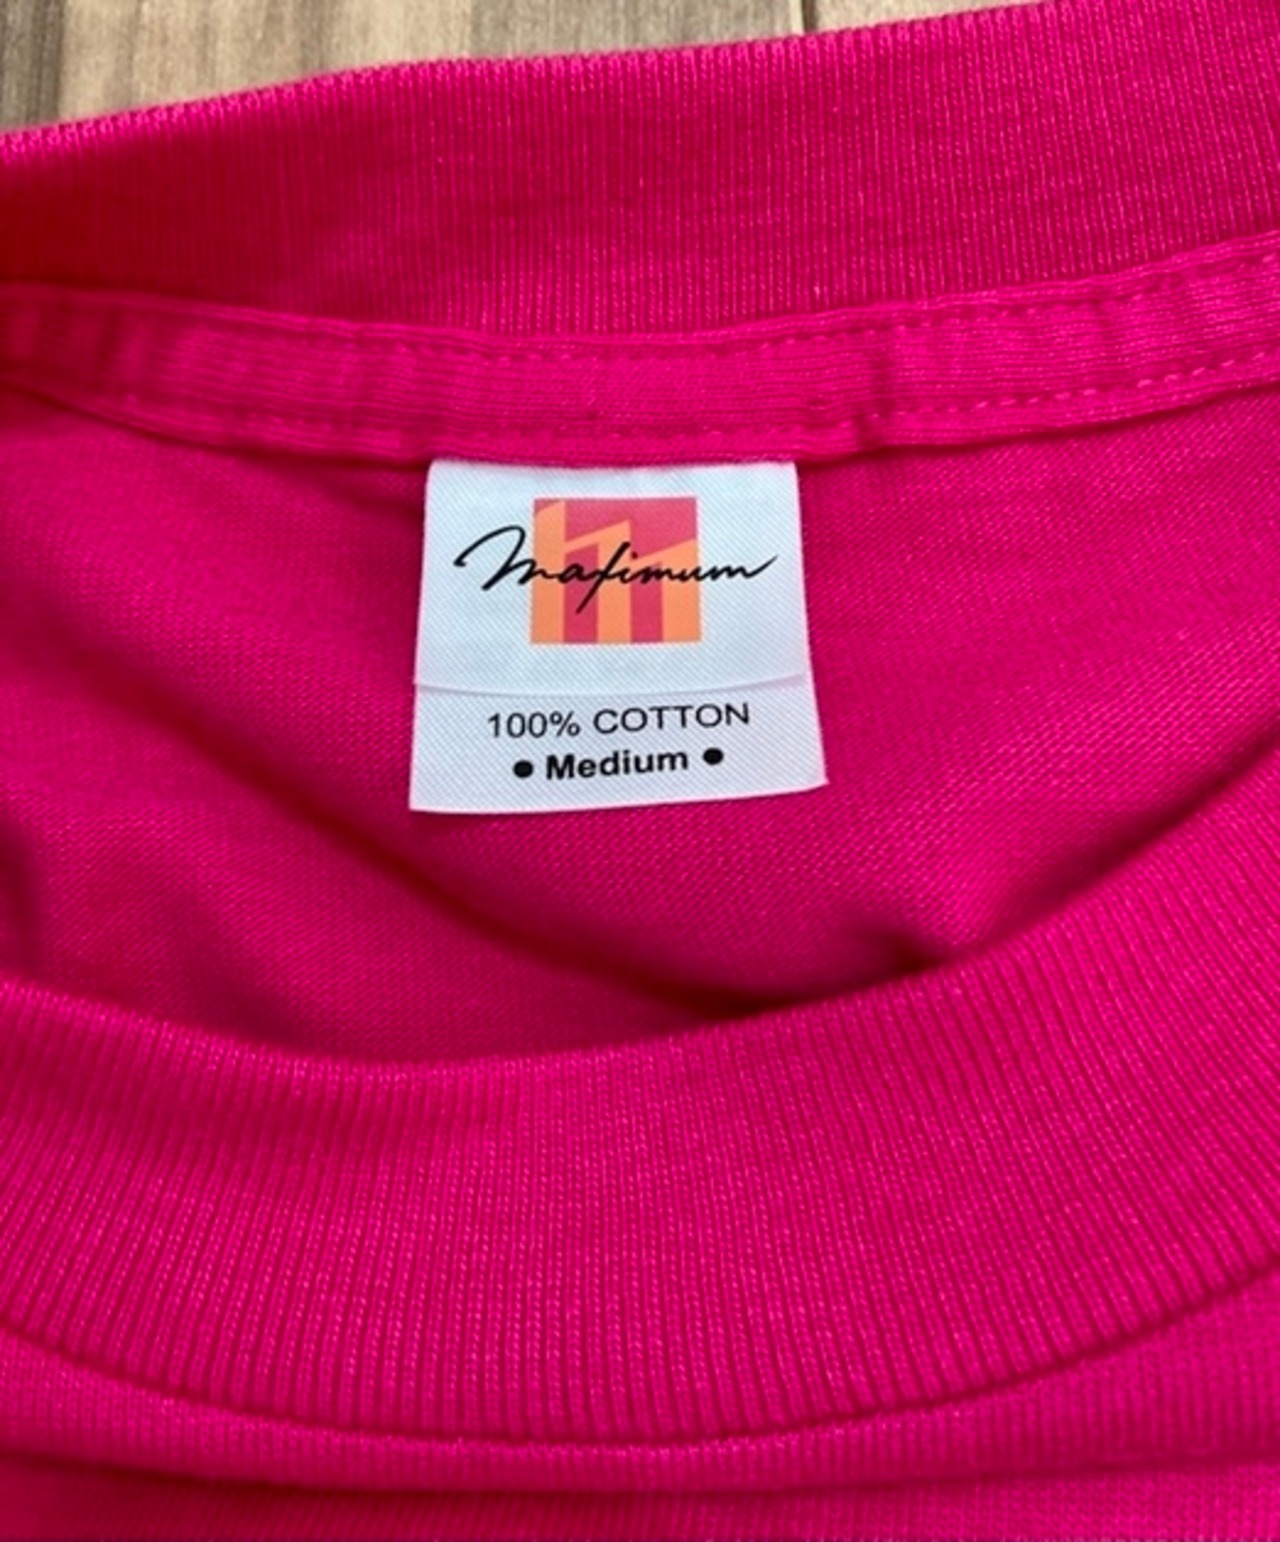 Mafimum
100% COTTON
• Medium •